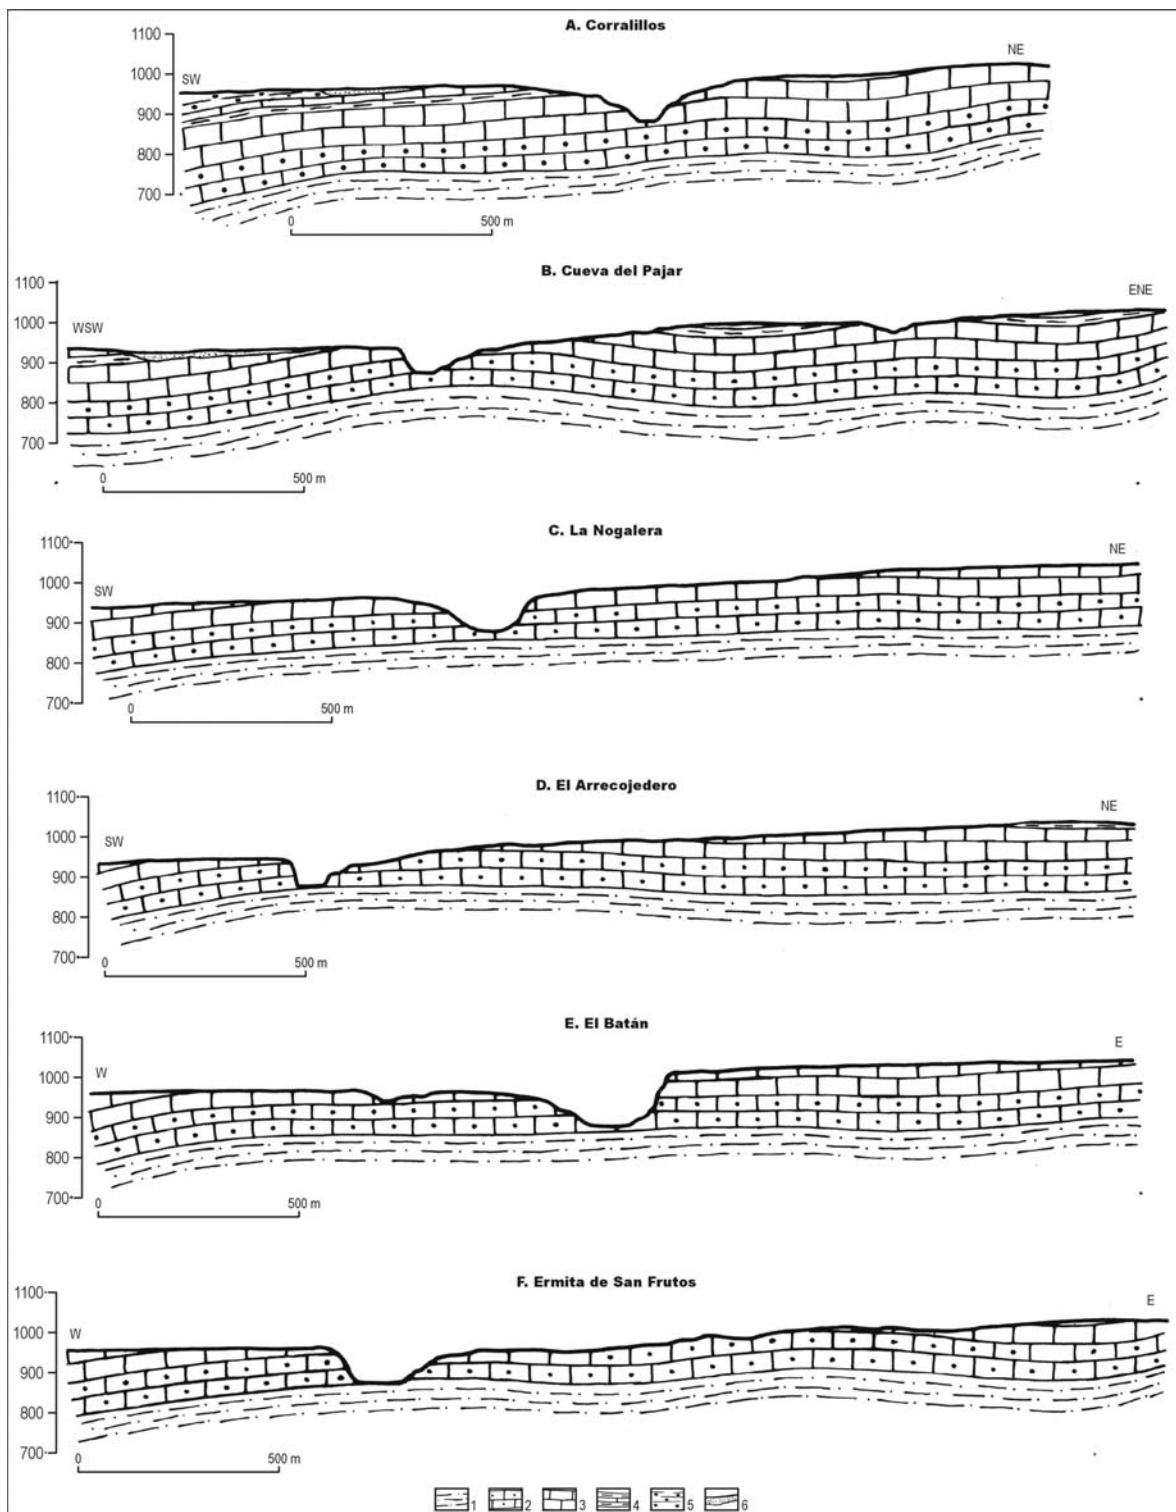 A. Corralillos
1100
1000
900
800
700
SW
NE
0
500 m
B. Cueva del Pajar
1100
1000
900
800
700
WSW
ENE
0
500 m
C. La Nogalera
1100
1000
900
800
700
SW
NE
0
500 m
D. El Arrecojedero
1100
1000
900
800
700
SW
NE
0
500 m
E. El Batán
1100
1000
900
800
700
W
E
0
500 m
F. Ermita de San Frutos
1100
1000
900
800
700
W
E
0
500 m
1 2 3 4 5 6